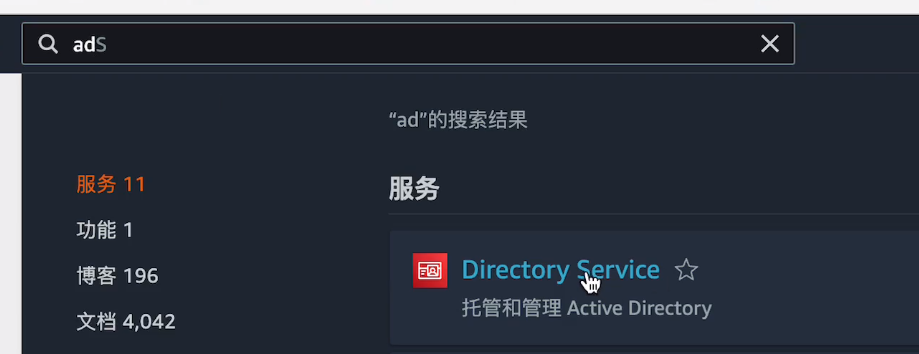 adS
“ad”的搜索结果
服务 11
服务
功能 1
博客 196
文档 4,042
Directory Service
托管和管理 Active Directory